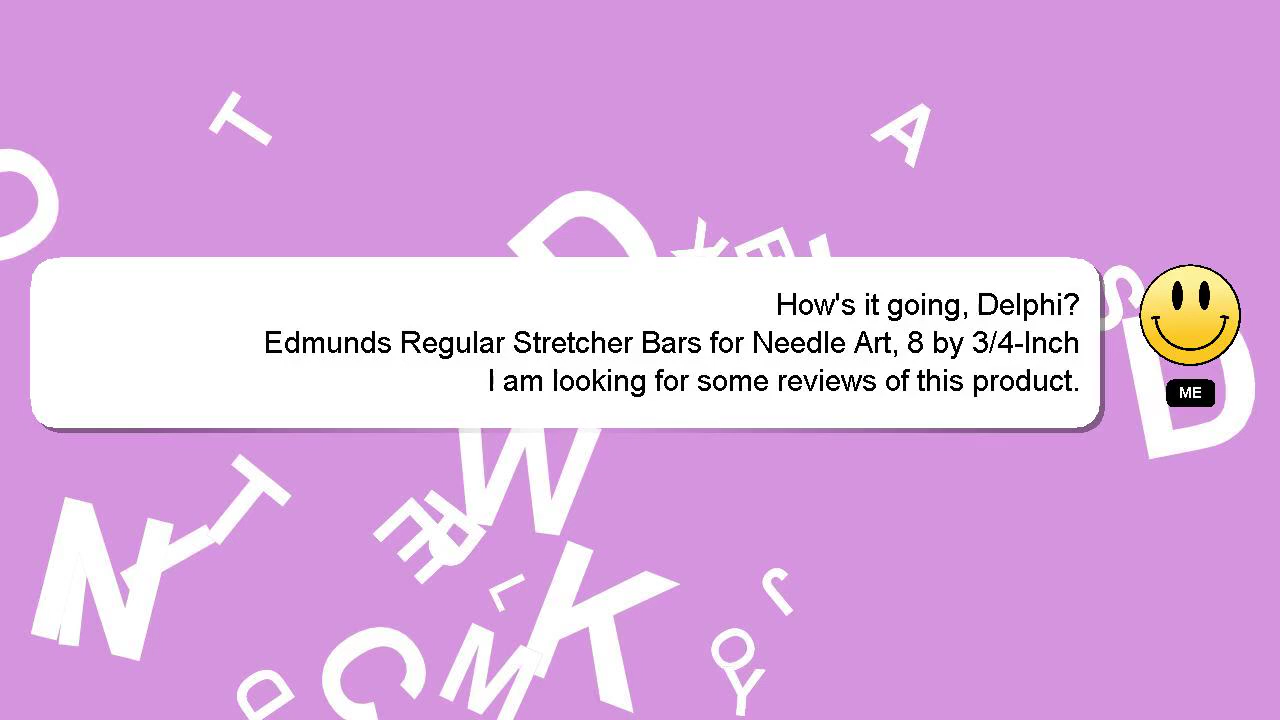 How's it going, Delphi?
Edmunds Regular Stretcher Bars for Needle Art, 8 by 3/4-Inch
I am looking for some reviews of this product.
ME